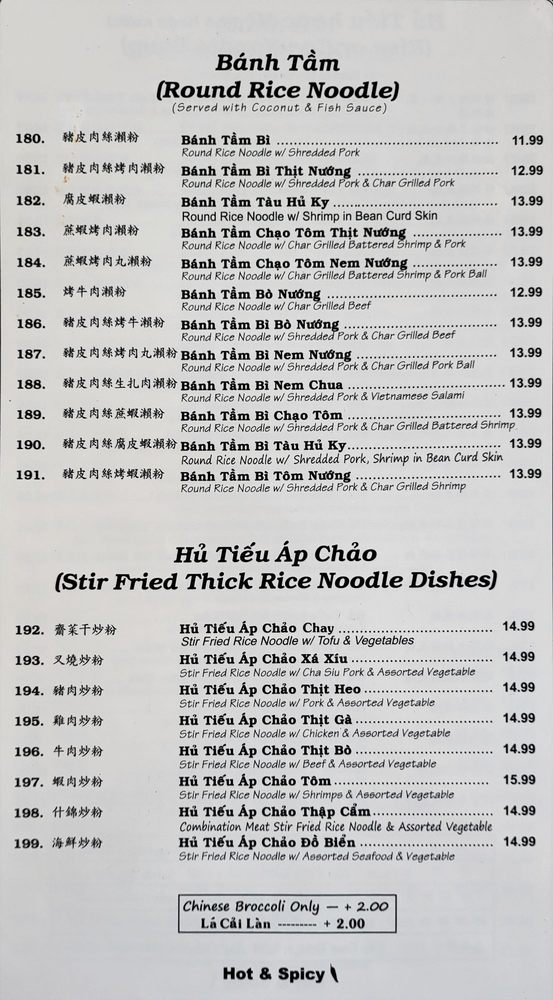 Bánh Tầm
(Round Rice Noodle)
(Served with Coconut & Fish Sauce)
180. 豬皮肉絲瀨粉 Bánh Tầm Bì 11.99
Round Rice Noodle w/ Shredded Pork
181. 豬皮肉絲烤肉瀨粉 Bánh Tầm Bì Thịt Nướng 12.99
Round Rice Noodle w/ Shredded Pork & Char Grilled Pork
182. 腐皮蝦瀨粉 Bánh Tầm Tàu Hủ Ky 13.99
Round Rice Noodle w/ Shrimp in Bean Curd Skin
183. 蔗蝦烤肉瀨粉 Bánh Tầm Chạo Tôm Thịt Nướng 13.99
Round Rice Noodle w/ Char Grilled Battered Shrimp & Pork
184. 蔗蝦烤肉丸瀨粉 Bánh Tầm Chạo Tôm Nem Nướng 13.99
Round Rice Noodle w/ Char Grilled Battered Shrimp & Pork Ball
185. 烤牛肉瀨粉 Bánh Tầm Bò Nướng 12.99
Round Rice Noodle w/ Char Grilled Beef
186. 豬皮肉絲烤牛瀨粉 Bánh Tầm Bì Bò Nướng 13.99
Round Rice Noodle w/ Shredded Pork & Char Grilled Beef
187. 豬皮肉絲烤肉丸瀨粉 Bánh Tầm Bì Nem Nướng 13.99
Round Rice Noodle w/ Shredded Pork & Char Grilled Pork Ball
188. 豬皮肉絲生扎肉瀨粉 Bánh Tầm Bì Nem Chua 13.99
Round Rice Noodle w/ Shredded Pork & Vietnamese Salami
189. 豬皮肉絲蔗蝦瀨粉 Bánh Tầm Bì Chạo Tôm 13.99
Round Rice Noodle w/ Shredded Pork & Char Grilled Battered Shrimp
190. 豬皮肉絲腐皮蝦瀨粉 Bánh Tầm Bì Tàu Hủ Ky 13.99
Round Rice Noodle w/ Shredded Pork, Shrimp in Bean Curd Skin
191. 豬皮肉絲烤蝦瀨粉 Bánh Tầm Bì Tôm Nướng 13.99
Round Rice Noodle w/ Shredded Pork & Char Grilled Shrimp
Hủ Tiếu Áp Chảo
(Stir Fried Thick Rice Noodle Dishes)
192. 齋菜干炒粉 Hủ Tiếu Áp Chảo Chay 14.99
Stir Fried Rice Noodle w/ Tofu & Vegetables
193. 叉燒炒粉 Hủ Tiếu Áp Chảo Xá Xíu 14.99
Stir Fried Rice Noodle w/ Cha Siu Pork & Assorted Vegetable
194. 豬肉炒粉 Hủ Tiếu Áp Chảo Thịt Heo 14.99
Stir Fried Rice Noodle w/ Pork & Assorted Vegetable
195. 雞肉炒粉 Hủ Tiếu Áp Chảo Thịt Gà 14.99
Stir Fried Rice Noodle w/ Chicken & Assorted Vegetable
196. 牛肉炒粉 Hủ Tiếu Áp Chảo Thịt Bò 14.99
Stir Fried Rice Noodle w/ Beef & Assorted Vegetable
197. 蝦肉炒粉 Hủ Tiếu Áp Chảo Tôm 15.99
Stir Fried Rice Noodle w/ Shrimps & Assorted Vegetable
198. 什錦炒粉 Hủ Tiếu Áp Chảo Thập Cẩm 14.99
Combination Meat Stir Fried Rice Noodle & Assorted Vegetable
199. 海鮮炒粉 Hủ Tiếu Áp Chảo Đồ Biển 14.99
Stir Fried Rice Noodle w/ Assorted Seafood & Vegetable
Chinese Broccoli Only — + 2.00
Lá Cải Làn --------- + 2.00
Hot & Spicy